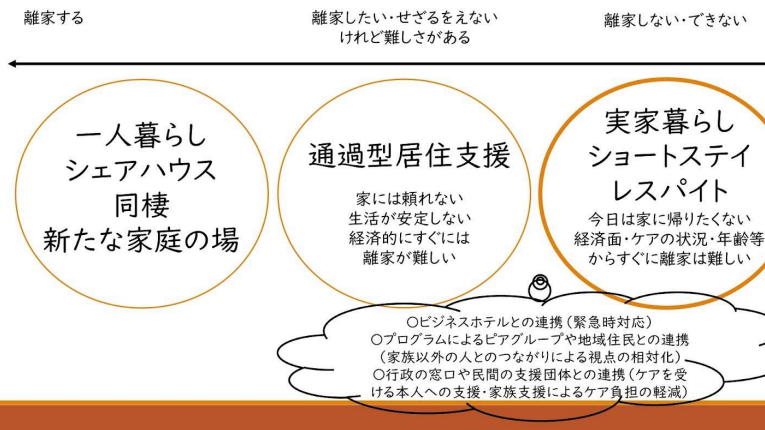 離家する
離家したい・せざるをえない
けれど難しさがある
離家しない・できない
一人暮らし
シェアハウス
同棲
新たな家庭の場
通過型居住支援
家には頼れない
生活が安定しない
経済的にすぐには
離家が難しい
実家暮らし
ショートステイ
レスパイト
今日は家に帰りたくない
経済面・ケアの状況・年齢等
からすぐに離家は難しい
〇ビジネスホテルとの連携（緊急時対応）
〇プログラムによるピアグループや地域住民との連携
（家族以外の人とのつながりによる視点の相対化）
〇行政の窓口や民間の支援団体との連携（ケアを受
ける本人への支援・家族支援によるケア負担の軽減）